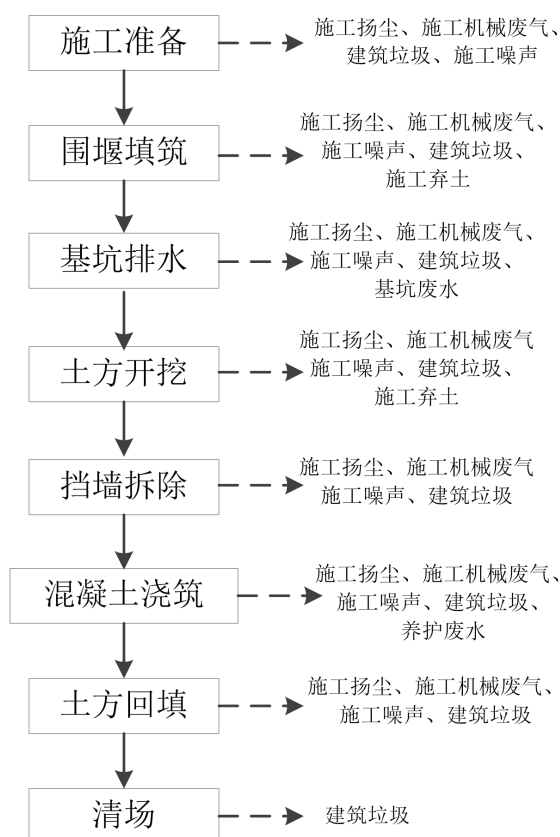 施工准备
施工扬尘、施工机械废气、
建筑垃圾、施工噪声
围堰填筑
施工扬尘、施工机械废气、
施工噪声、建筑垃圾、
施工弃土
基坑排水
施工扬尘、施工机械废气、
施工噪声、建筑垃圾、
基坑废水
土方开挖
施工扬尘、施工机械废气
施工噪声、建筑垃圾、
施工弃土
挡墙拆除
施工扬尘、施工机械废气
施工噪声、建筑垃圾
混凝土浇筑
施工扬尘、施工机械废气、
施工噪声、建筑垃圾、
养护废水
土方回填
施工扬尘、施工机械废气、
施工噪声、建筑垃圾
清场
建筑垃圾